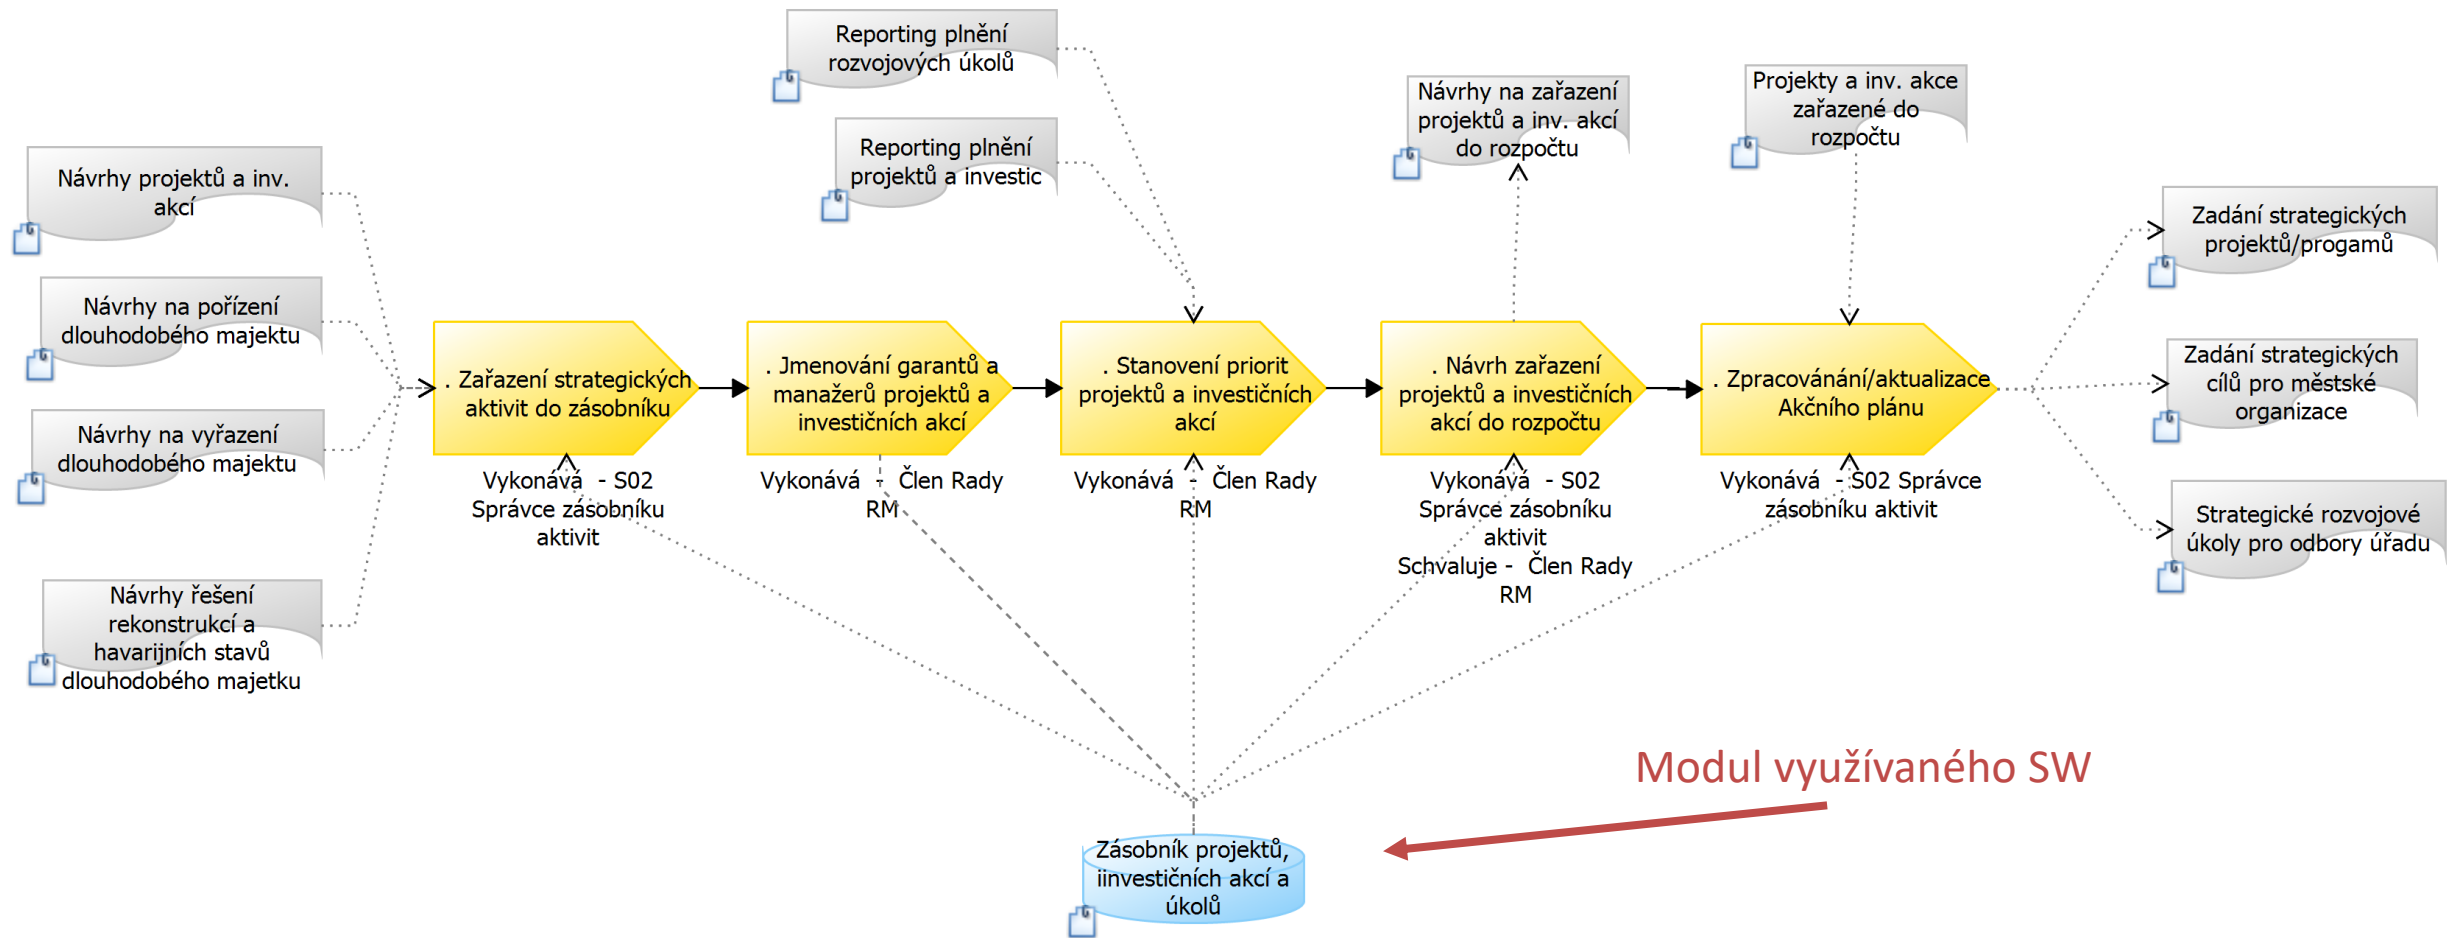 Reporting plnění
rozvojových úkolů
Reporting plnění
projektů a investic
Návrhy na zařazení
projektů a inv. akcí
do rozpočtu
Projekty a inv. akce
zařazené do
rozpočtu
Návrhy projektů a inv.
akcí
Návrhy na pořízení
dlouhodobého majektu
Návrhy na vyřazení
dlouhodobého majektu
Návrhy řešení
rekonstrukcí a
havarijních stavů
dlouhodobého majetku
. Zařazení strategických
aktivit do zásobníku
Vykonává - S02
Správce zásobníku
aktivit
. Jmenování garantů a
manažerů projektů a
investičních akcí
Vykonává - Člen Rady
RM
. Stanovení priorit
projektů a investičních
akcí
Vykonává - Člen Rady
RM
. Návrh zařazení
projektů a investičních
akcí do rozpočtu
Vykonává - S02
Správce zásobníku
aktivit
Schvaluje - Člen Rady
RM
. Zpracovánání/aktualizace
Akčního plánu
Vykonává - S02 Správce
zásobníku aktivit
Zadání strategických
projektů/progamů
Zadání strategických
cílů pro městské
organizace
Strategické rozvojové
úkoly pro odbory úřadu
Modul využívaného SW
Zásobník projektů,
iinvestičních akcí a
úkolů